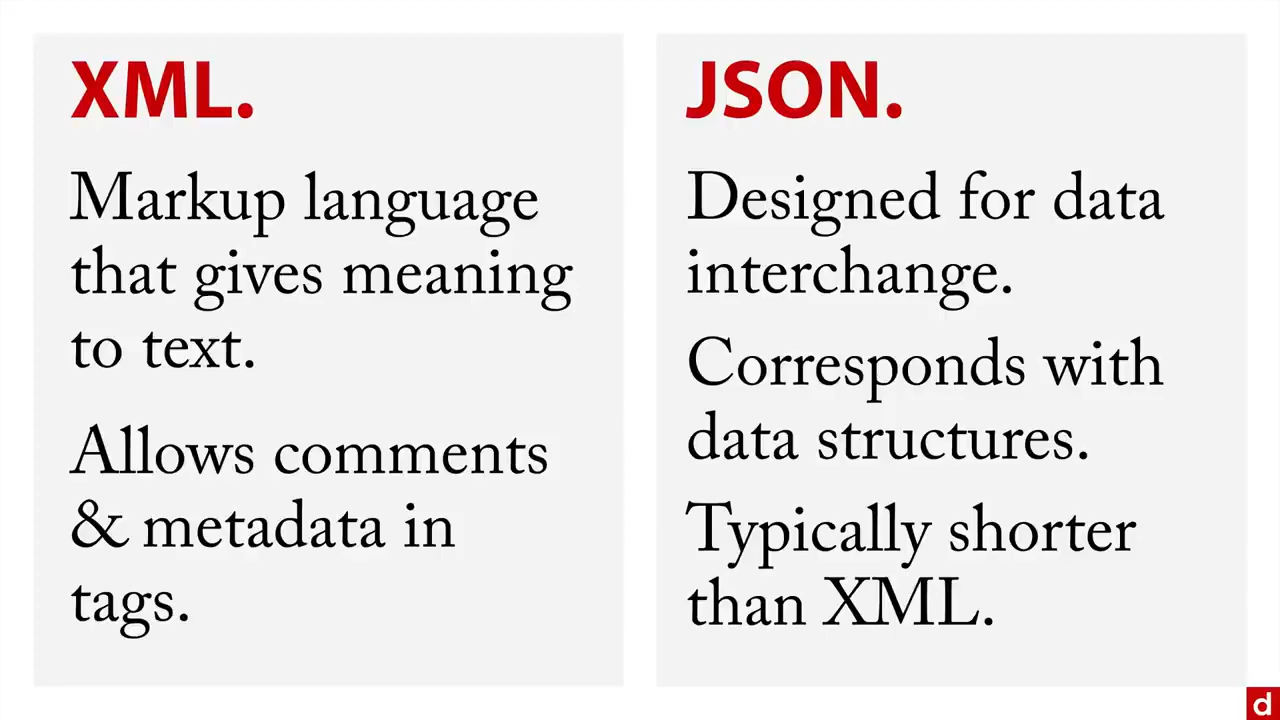 XML.
Markup language
that gives meaning
to text.
Allows comments
& metadata in
tags.
JSON.
Designed for data
interchange.
Corresponds with
data structures.
Typically shorter
than XML.
d